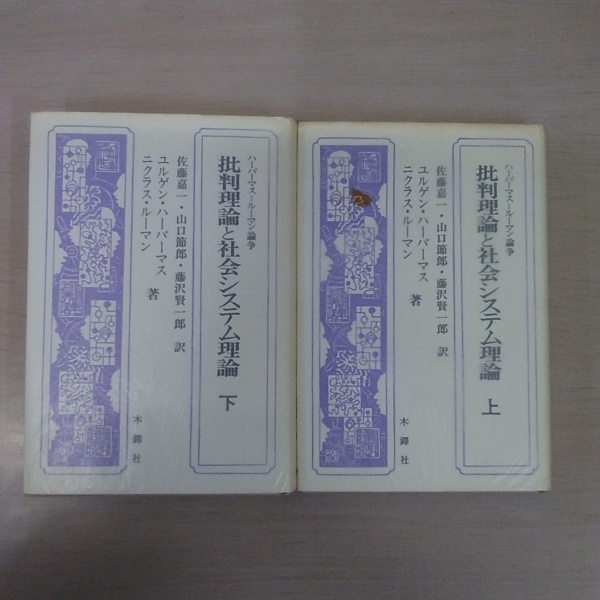 ハーバーマス=ルーマン論争
批判理論と社会システム理論 上
佐藤嘉一・山口節郎・藤沢賢一郎 訳
ユルゲン・ハーバーマス
ニクラス・ルーマン
著
木鐸社
ハーバーマス=ルーマン論争
批判理論と社会システム理論 下
佐藤嘉一・山口節郎・藤沢賢一郎 訳
ユルゲン・ハーバーマス
ニクラス・ルーマン
著
木鐸社